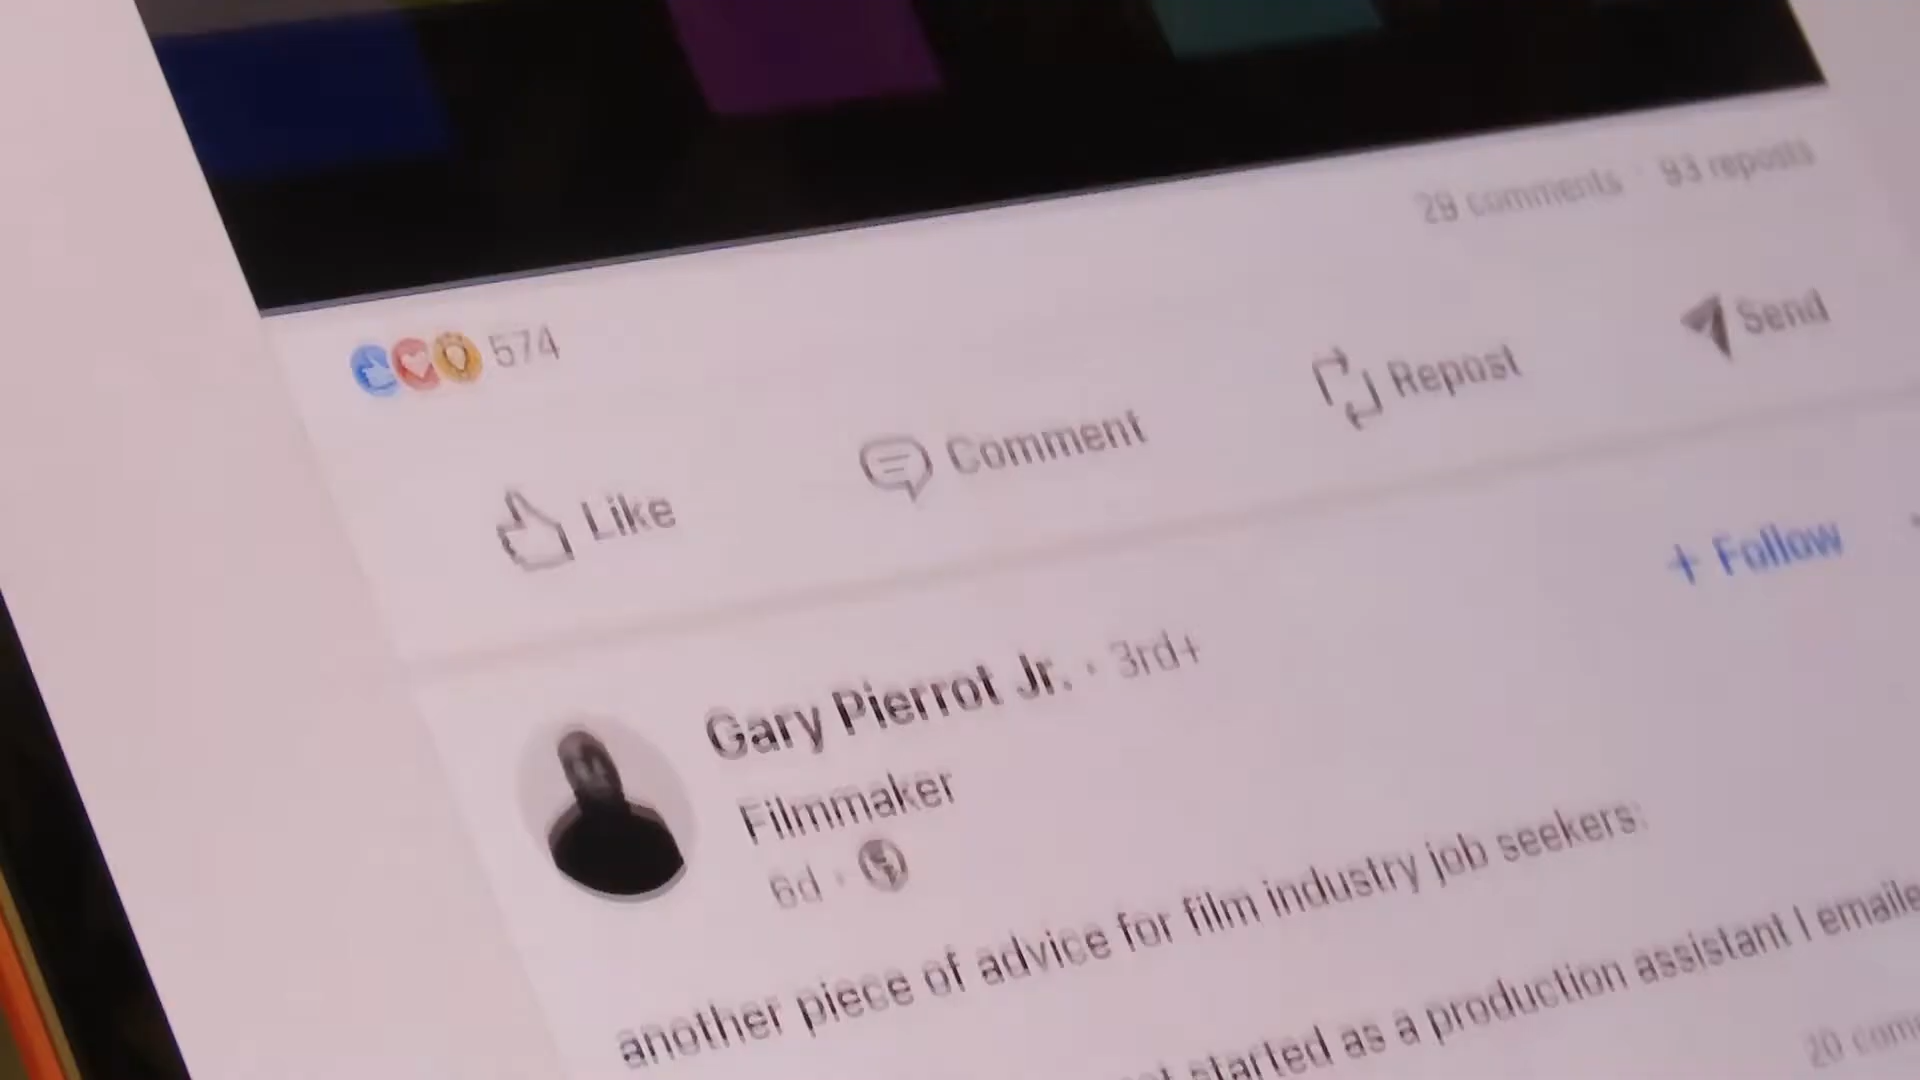 29 comments · 93 reposts
574
Like
Comment
Repost
Send
+ Follow
Gary Pierrot Jr. · 3rd+
Filmmaker
6d ·
another piece of advice for film industry job seekers:
started as a production assistant I emaile
20 com